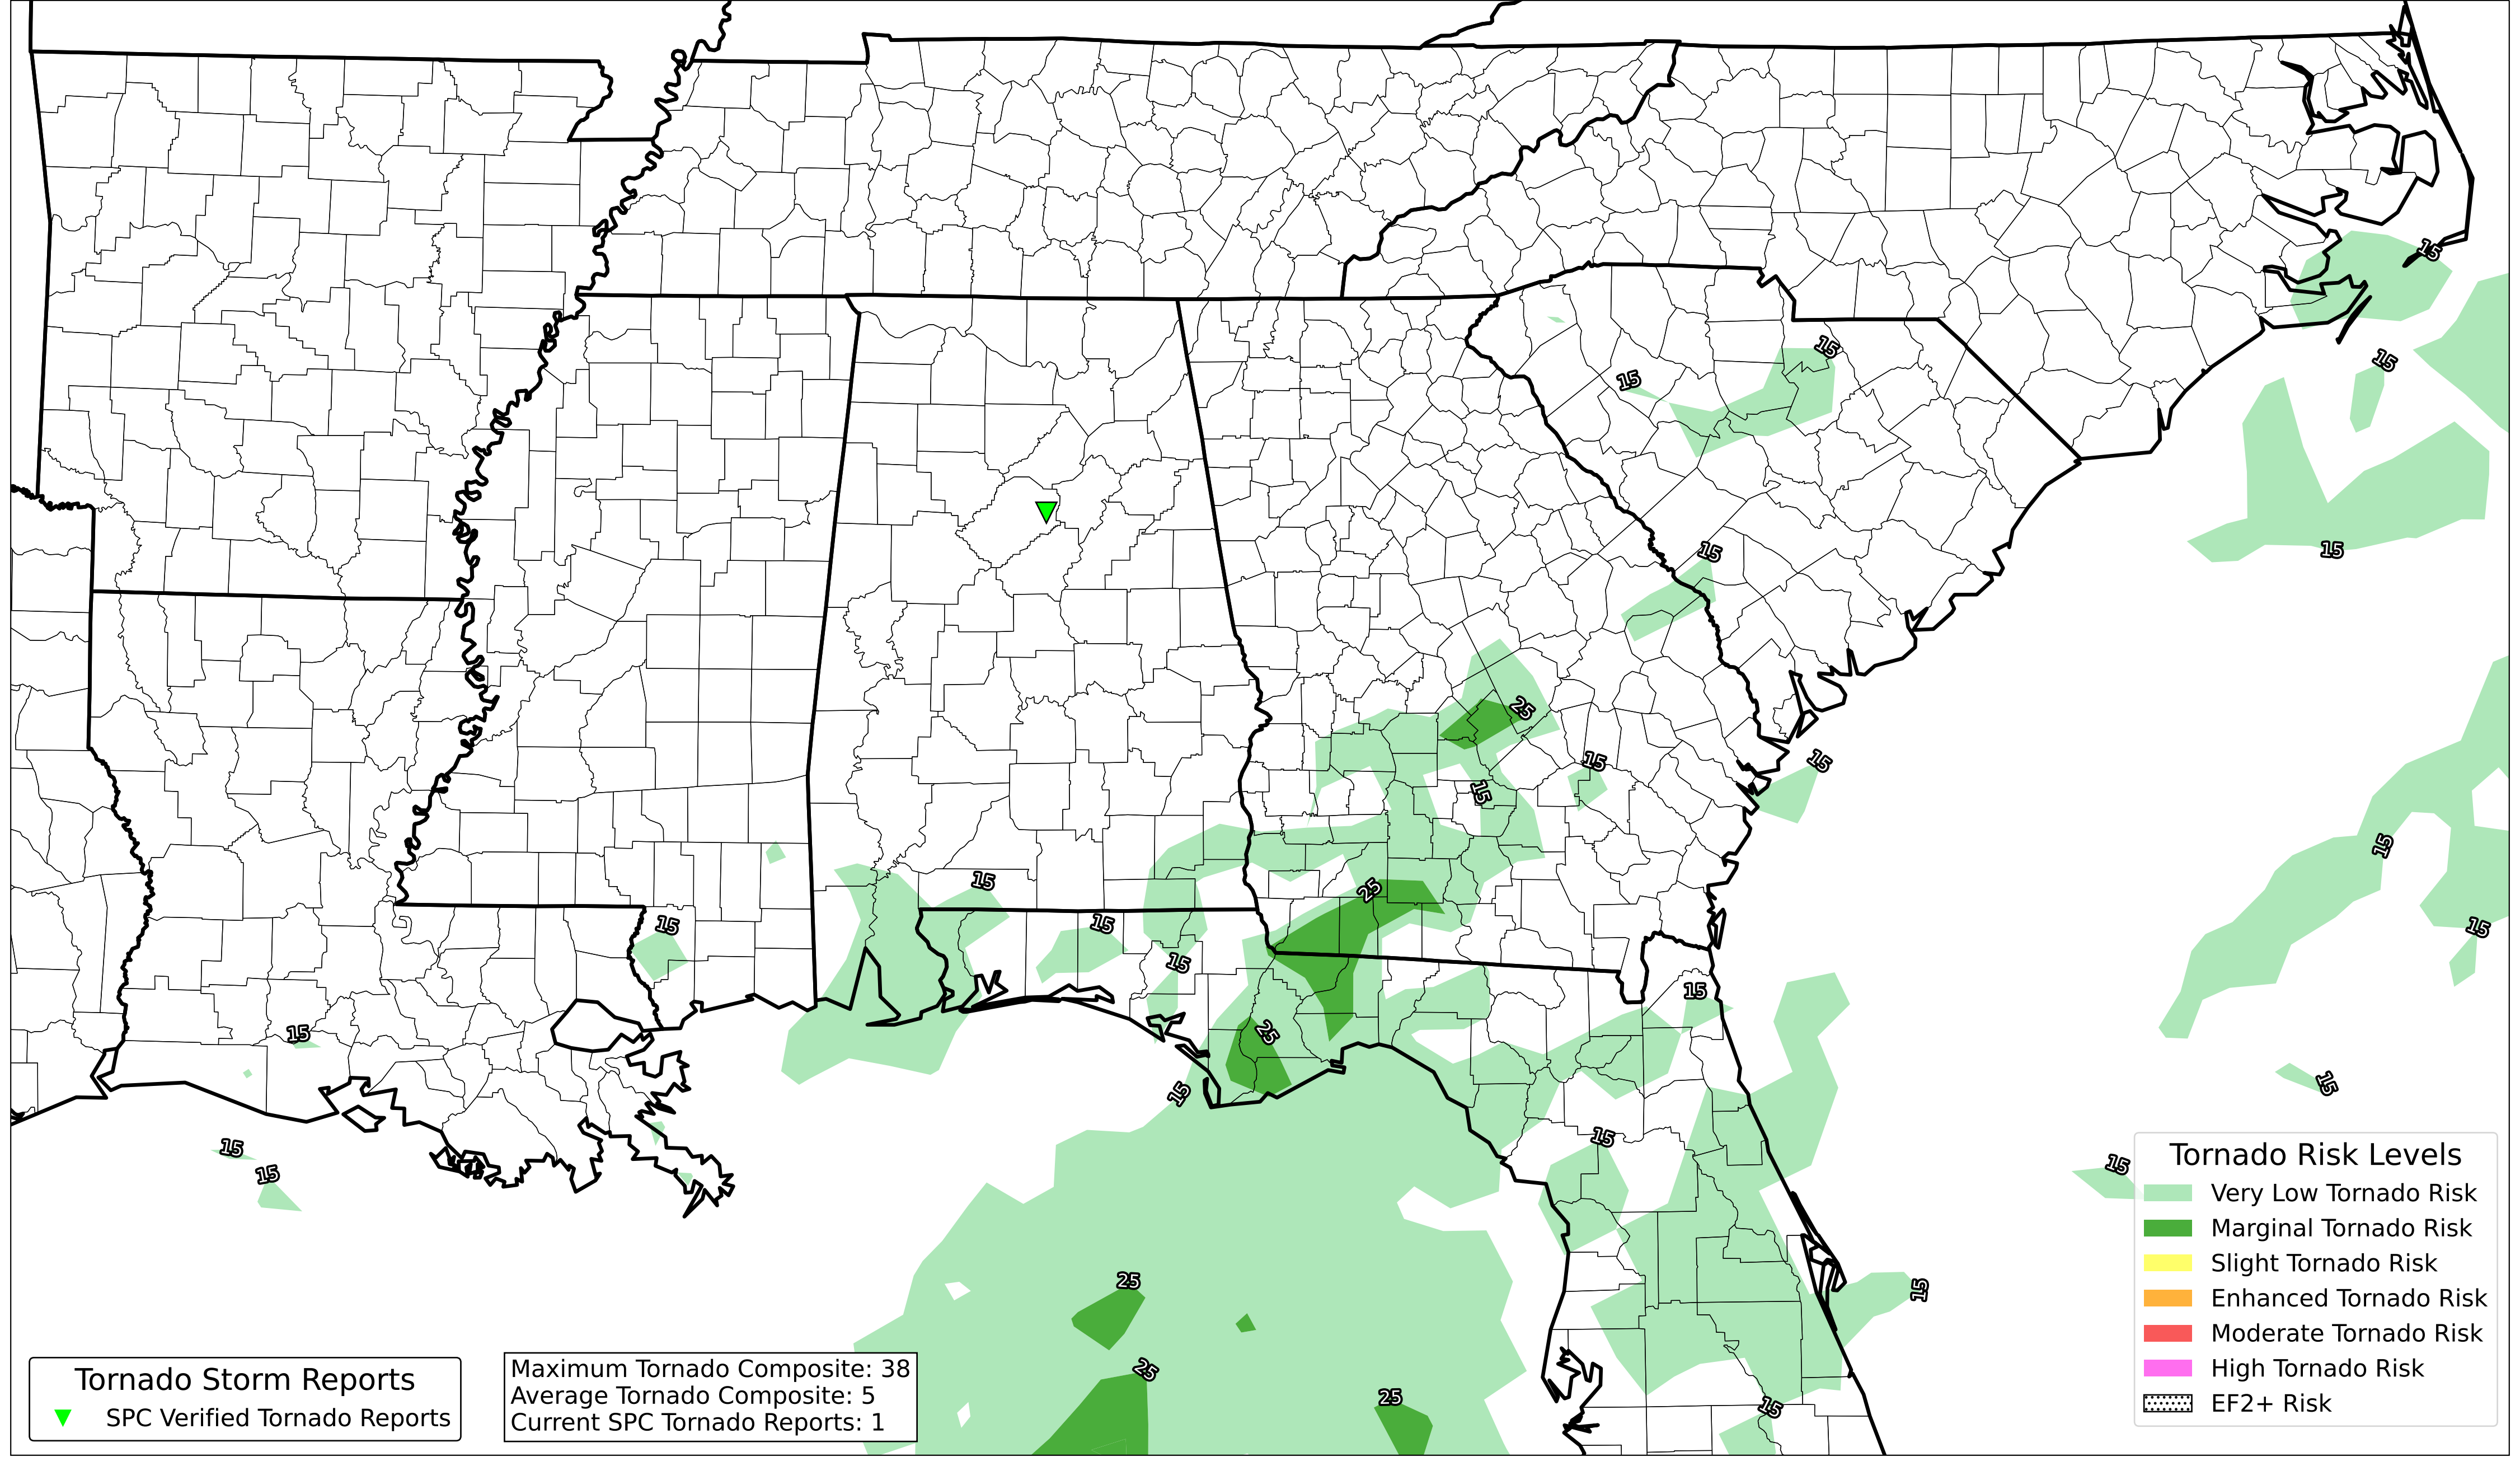 15
15
15
15
15
15
25
15
15
15
15
15
25
15
15
15
15
15
15
25
15
15
15
15
15
15
15
25
15
25
25
15
Tornado Risk Levels
Very Low Tornado Risk
Marginal Tornado Risk
Slight Tornado Risk
Enhanced Tornado Risk
Moderate Tornado Risk
High Tornado Risk
EF2+ Risk
Tornado Storm Reports
SPC Verified Tornado Reports
Maximum Tornado Composite: 38
Average Tornado Composite: 5
Current SPC Tornado Reports: 1